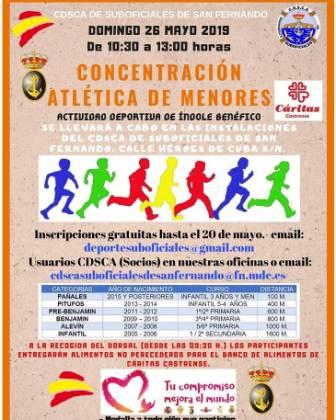 CDSCA DE SUBOFICIALES DE SAN FERNANDO
DOMINGO 26 MAYO 2019
De 10:30 a 13:00 horas
CONCENTRACIÓN
ATLÉTICA DE MENORES
Cáritas
Castrense
ACTIVIDAD DEPORTIVA DE ÍNDOLE BENÉFICO
SE LLEVARÁ A CABO EN LAS INSTALACIONES
DEL CDSCA DE SUBOFICIALES DE SAN
FERNANDO. CALLE HÉROES DE CUBA S/N.
Inscripciones gratuitas hasta el 20 de mayo.- email:
deportesuboficiales@gmail.com
Usuarios CDSCA (Socios) en nuestras oficinas o email:
cdscasuboficialesdesanfernando@fn.mde.es
CATEGORÍAS AÑO DE NACIMIENTO CURSO DISTANCIA
PAÑALES 2015 Y POSTERIORES INFANTIL 3 AÑOS Y MEN 100 M.
PITUFOS 2013 - 2014 INFANTIL 5-4 AÑOS 400 M.
PRE-BENJAMIN 2011 - 2012 1º/2º PRIMARIA 600 M.
BENJAMIN 2009 - 2010 3º/4º PRIMARIA 800 M.
ALEVÍN 2007 - 2008 5/6º PRIMARIA 1000 M.
INFANTIL 2005 - 2006 1 / 2º SECUNDARIA 1600 M.
A LA RECOGIDA DEL DORSAL (DESDE LAS 09:30 H.) LOS PARTICIPANTES
ENTREGARÁN ALIMENTOS NO PERECEDEROS PARA EL BANCO DE ALIMENTOS DE
CÁRITAS CASTRENSE.
Tu compromiso
mejora el mundo